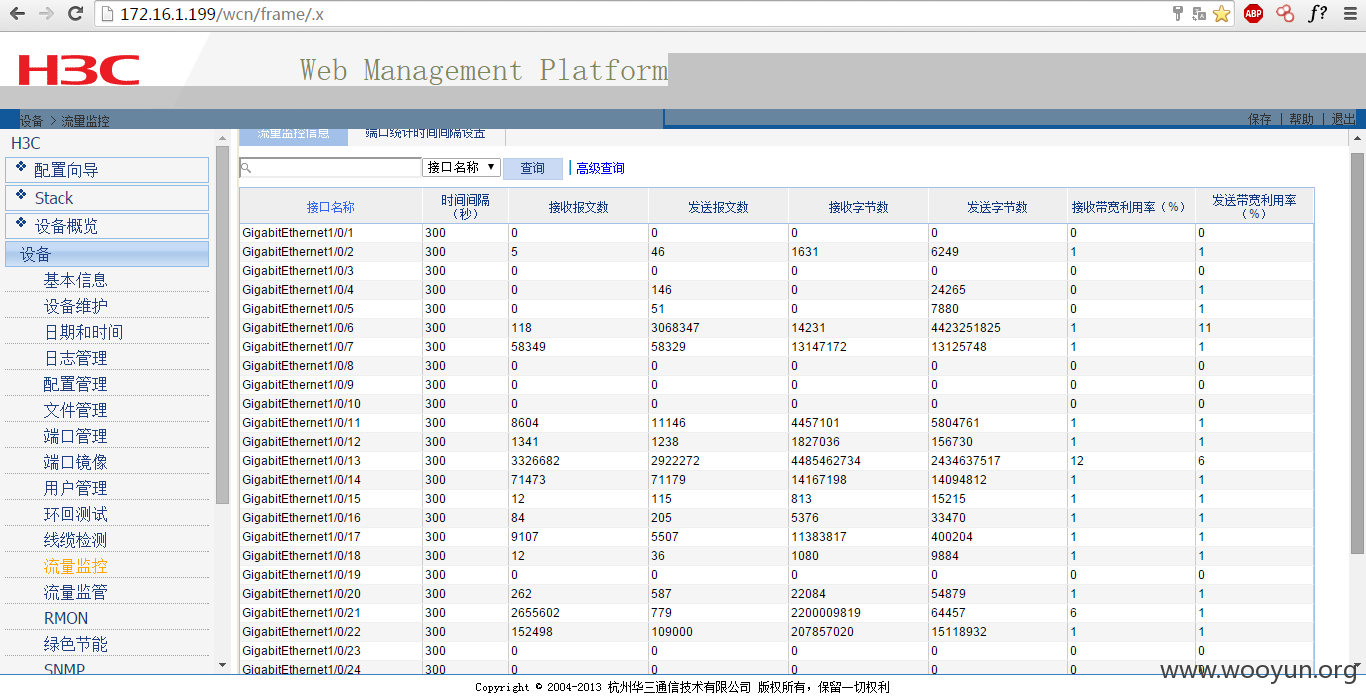 172.16.1.199/wcn/frame/.x
ABP
f?
H3C
Web Management Platform
设备 > 流量监控
保存 | 帮助 | 退出
H3C
配置向导
Stack
设备概览
设备
基本信息
设备维护
日期和时间
日志管理
配置管理
文件管理
端口管理
端口镜像
用户管理
环回测试
线缆检测
流量监控
流量监管
RMON
绿色节能
SNMP
流量监控信息 端口统计时间间隔设置
接口名称 查询 | 高级查询
接口名称 时间间隔(秒) 接收报文数 发送报文数 接收字节数 发送字节数 接收带宽利用率(%) 发送带宽利用率(%)
GigabitEthernet1/0/1 300 0 0 0 0 0 0
GigabitEthernet1/0/2 300 5 46 1631 6249 1 1
GigabitEthernet1/0/3 300 0 0 0 0 0 0
GigabitEthernet1/0/4 300 0 146 0 24265 0 1
GigabitEthernet1/0/5 300 0 51 0 7880 0 1
GigabitEthernet1/0/6 300 118 3068347 14231 4423251825 1 11
GigabitEthernet1/0/7 300 58349 58329 13147172 13125748 1 1
GigabitEthernet1/0/8 300 0 0 0 0 0 0
GigabitEthernet1/0/9 300 0 0 0 0 0 0
GigabitEthernet1/0/10 300 0 0 0 0 0 0
GigabitEthernet1/0/11 300 8604 11146 4457101 5804761 1 1
GigabitEthernet1/0/12 300 1341 1238 1827036 156730 1 1
GigabitEthernet1/0/13 300 3326682 2922272 4485462734 2434637517 12 6
GigabitEthernet1/0/14 300 71473 71179 14167198 14094812 1 1
GigabitEthernet1/0/15 300 12 115 813 15215 1 1
GigabitEthernet1/0/16 300 84 205 5376 33470 1 1
GigabitEthernet1/0/17 300 9107 5507 11383817 400204 1 1
GigabitEthernet1/0/18 300 12 36 1080 9884 1 1
GigabitEthernet1/0/19 300 0 0 0 0 0 0
GigabitEthernet1/0/20 300 262 587 22084 54879 1 1
GigabitEthernet1/0/21 300 2655602 779 2200009819 64457 6 1
GigabitEthernet1/0/22 300 152498 109000 207857020 15118932 1 1
GigabitEthernet1/0/23 300 0 0 0 0 0 0
GigabitEthernet1/0/24 300 0 0 0 0 0 0
www.wooyun.org
Copyright © 2004-2013 杭州华三通信技术有限公司 版权所有，保留一切权利